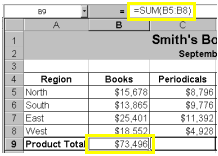 B9 = =SUM(B5:B8)
A B C
1 Smith's Bo
2 Septemb
3
4 Region Books Periodicals
5 North $15,678 $8,796
6 South $13,865 $9,776
7 East $25,401 $11,392
8 West $18,552 $4,928
9 Product Total $73,496